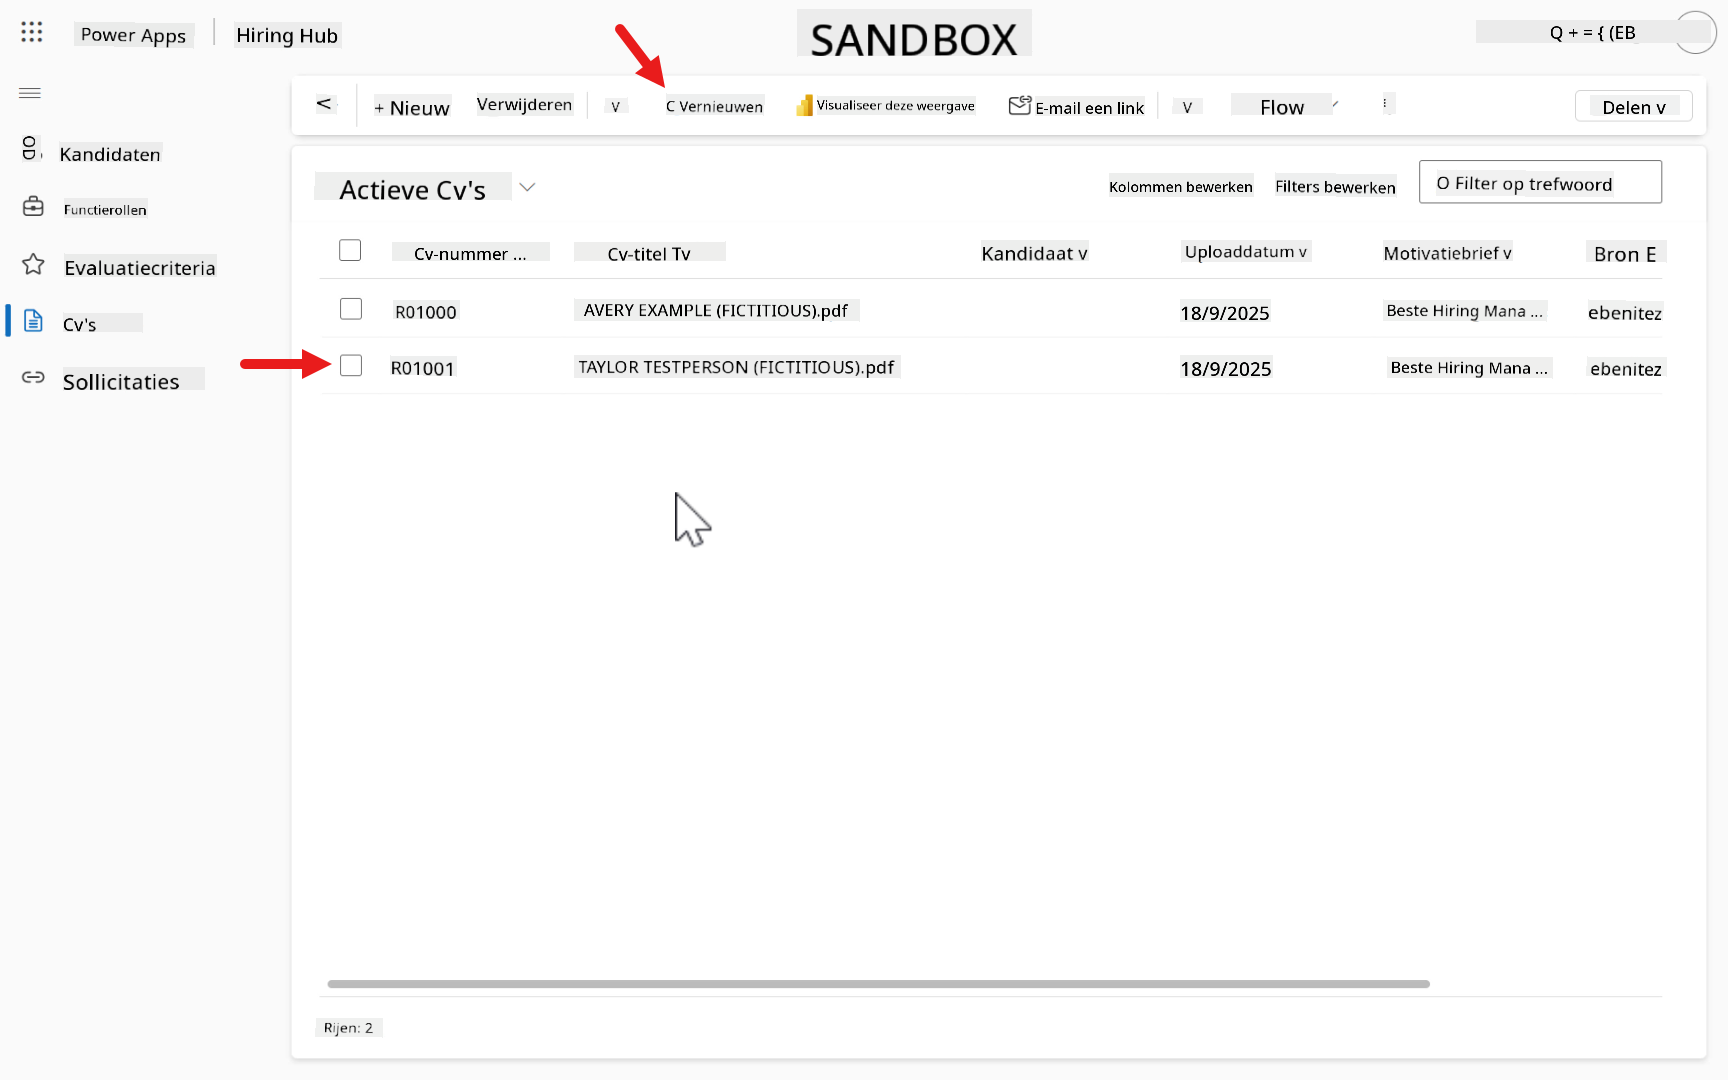 Power Apps Hiring Hub SANDBOX Q + = { (EB
< + Nieuw Verwijderen V C Vernieuwen Visualiseer deze weergave E-mail een link V Flow Delen v
OD Kandidaten
Functierollen
Evaluatiecriteria
Cv's
Sollicitaties
Actieve Cv's Kolommen bewerken Filters bewerken O Filter op trefwoord
Cv-nummer ... Cv-titel Tv Kandidaat v Uploaddatum v Motivatiebrief v Bron E
R01000 AVERY EXAMPLE (FICTITIOUS).pdf 18/9/2025 Beste Hiring Mana ... ebenitez
R01001 TAYLOR TESTPERSON (FICTITIOUS).pdf 18/9/2025 Beste Hiring Mana ... ebenitez
Rijen: 2